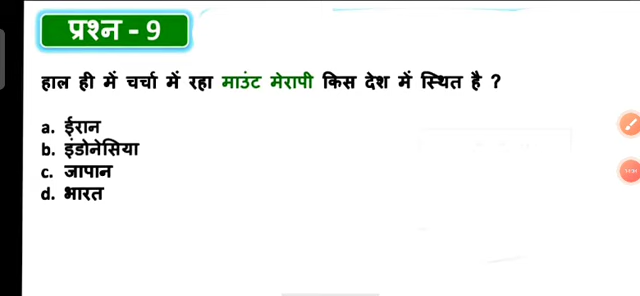 प्रश्न - 9
हाल ही में चर्चा में रहा माउंट मेरापी किस देश में स्थित है ?
a. ईरान
b. इंडोनेसिया
c. जापान
d. भारत